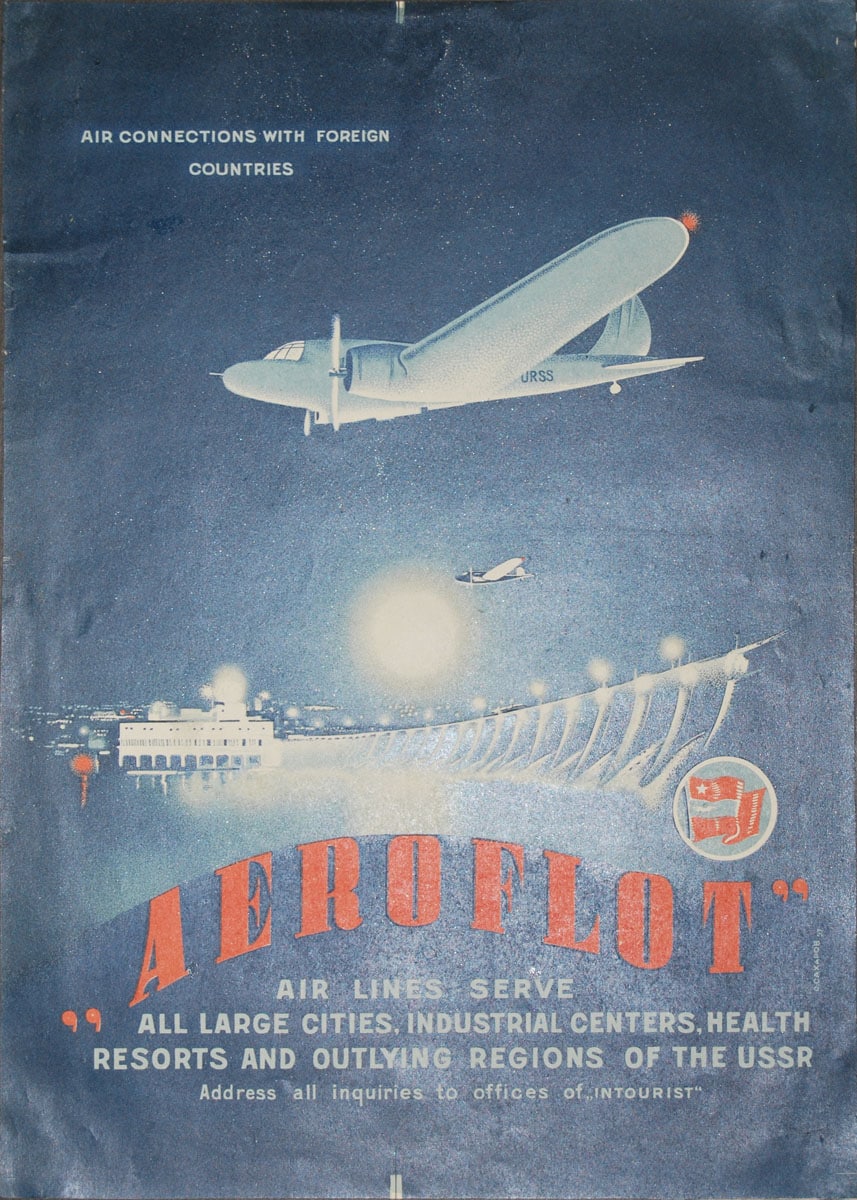 AIR CONNECTIONS WITH FOREIGN
COUNTRIES
URSS
"AEROFLOT"
AIR LINES SERVE
ALL LARGE CITIES, INDUSTRIAL CENTERS, HEALTH
RESORTS AND OUTLYING REGIONS OF THE USSR
Address all inquiries to offices of „INTOURIST"